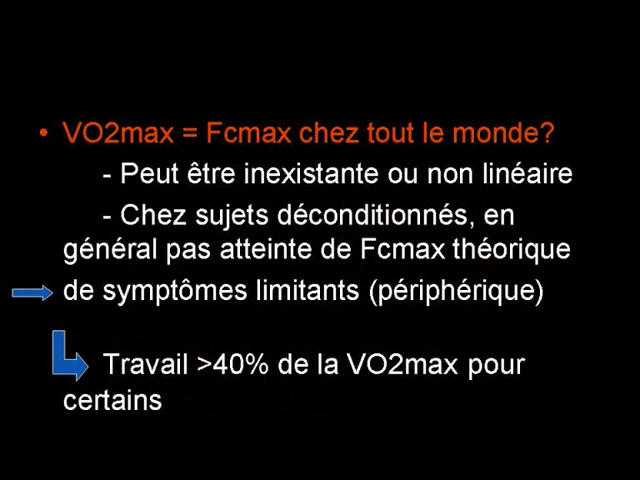 • VO2max = Fcmax chez tout le monde?
- Peut être inexistante ou non linéaire
- Chez sujets déconditionnés, en
général pas atteinte de Fcmax théorique
de symptômes limitants (périphérique)
Travail >40% de la VO2max pour
certains